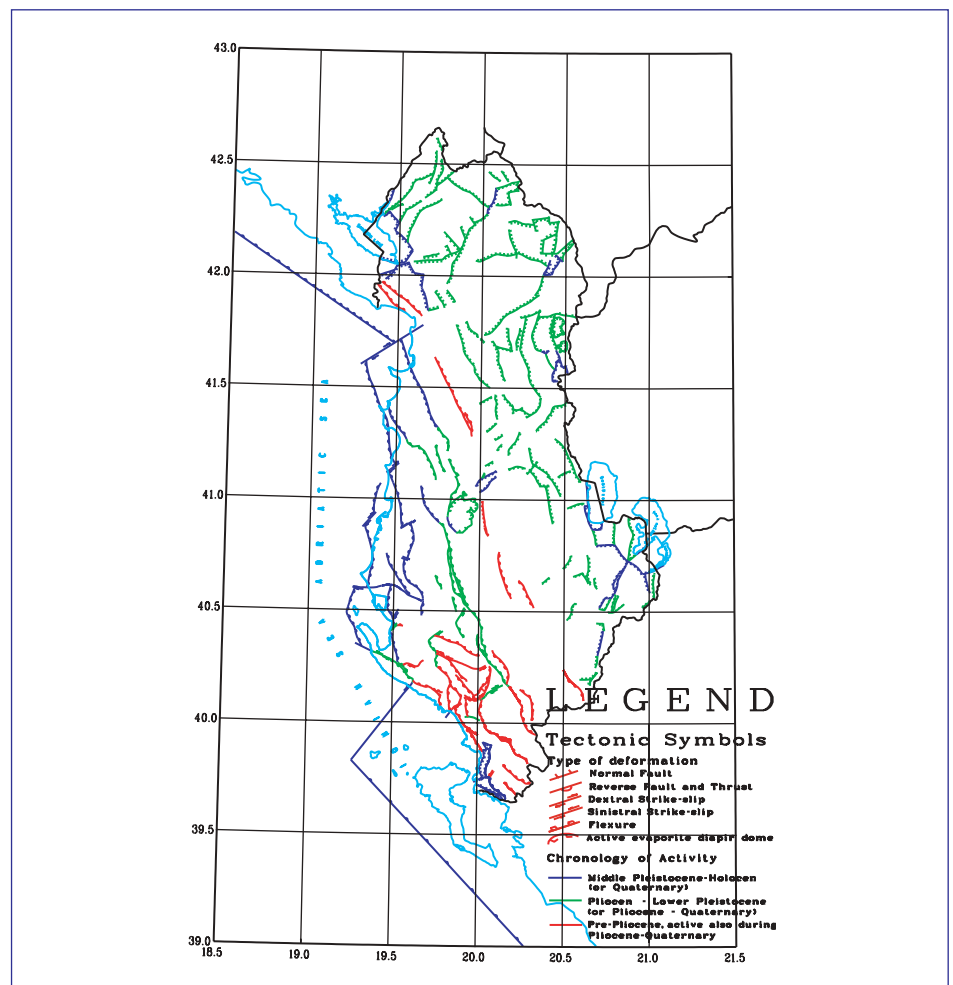 43.0
42.5
42.0
41.5
41.0
40.5
40.0
39.5
39.0
18.5 19.0 19.5 20.0 20.5 21.0 21.5
ADRIATIC SE
LEGEND
Tectonic Symbols
Type of deformation
Normal Fault
Reverse Fault and Thrust
Dextral Strike-slip
Sinistral Strike-slip
Flexure
Active evaporite diapir dome
Chronology of Activity
Middle Pleistocene-Holocen
(or Quaternary)
Pliocen - Lower Pleistocene
(or Pliocene - Quaternary)
Pre-Pliocene, active also during
Pliocene-Quaternary